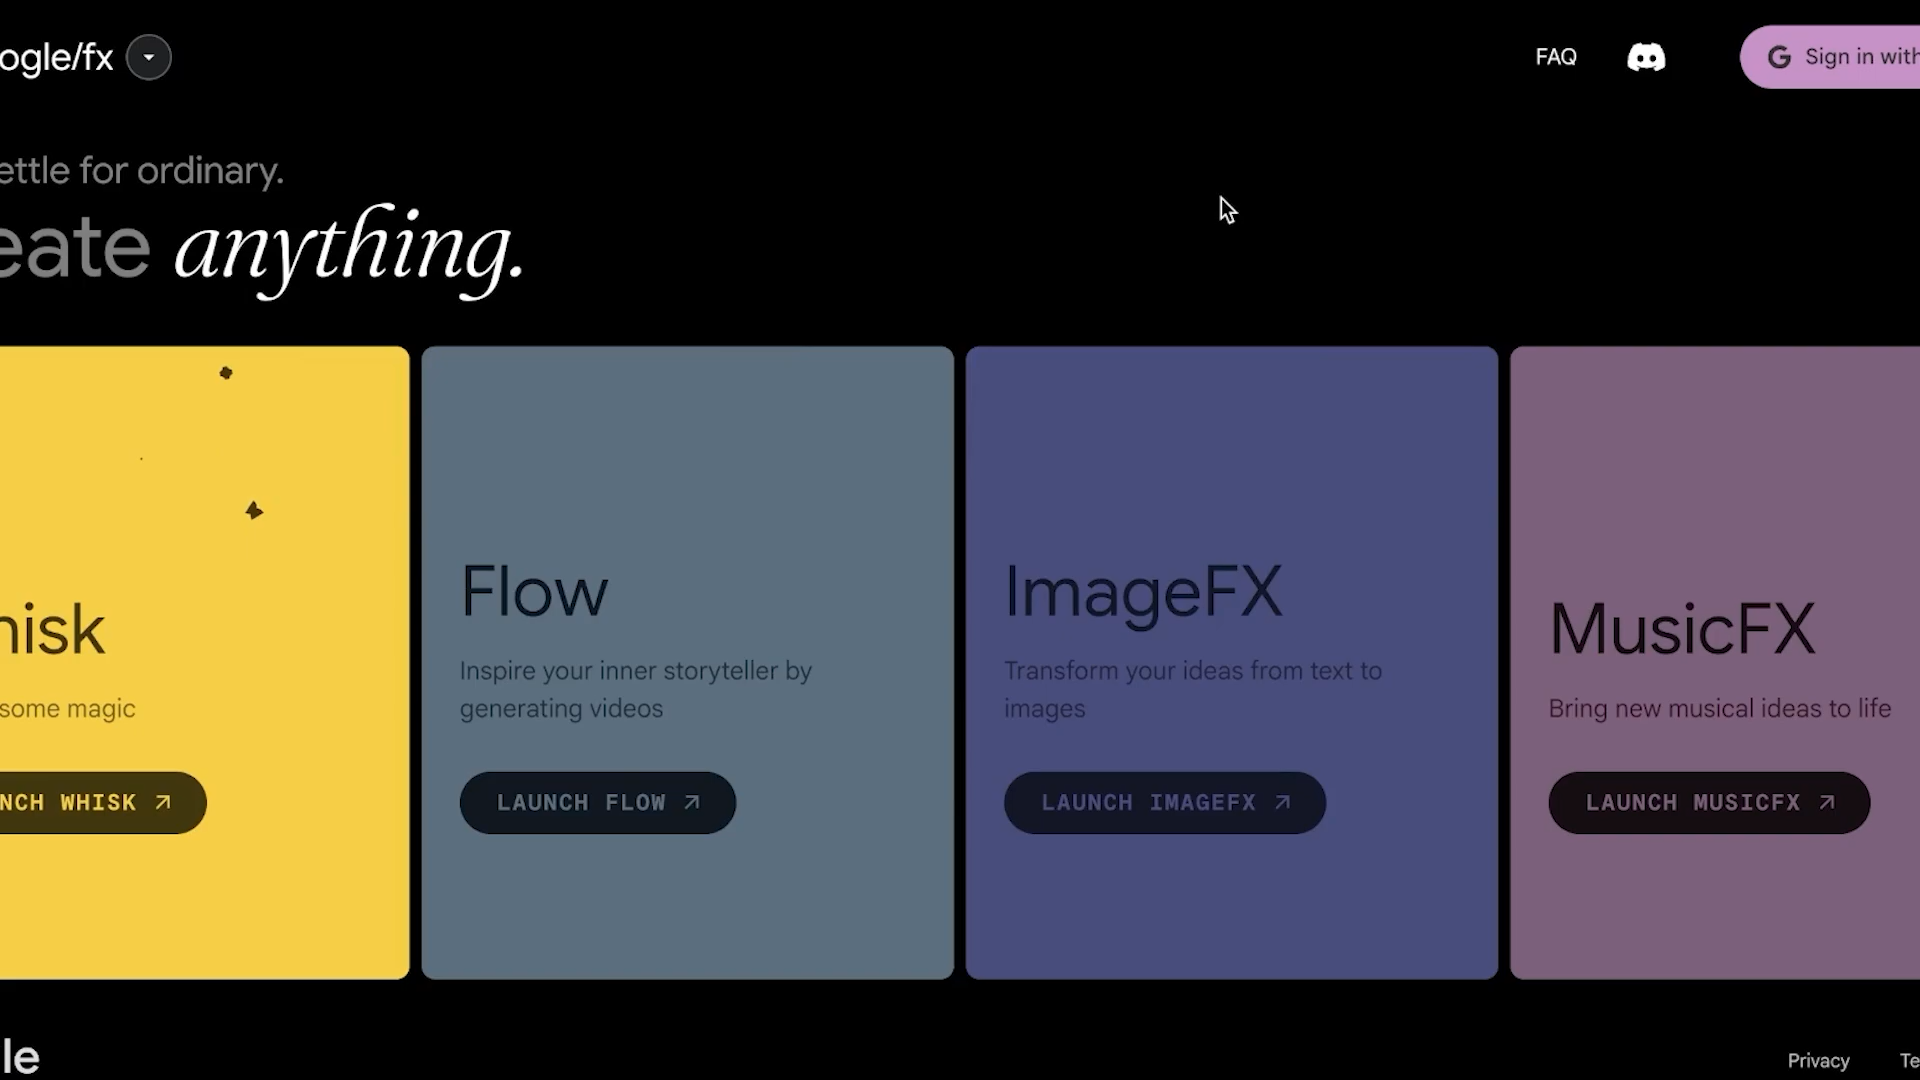 ogle/fx
FAQ
Sign in with
ettle for ordinary.
eate anything.
hisk
some magic
NCH WHISK
Flow
Inspire your inner storyteller by
generating videos
LAUNCH FLOW
ImageFX
Transform your ideas from text to
images
LAUNCH IMAGEFX
MusicFX
Bring new musical ideas to life
LAUNCH MUSICFX
le
Privacy
Te